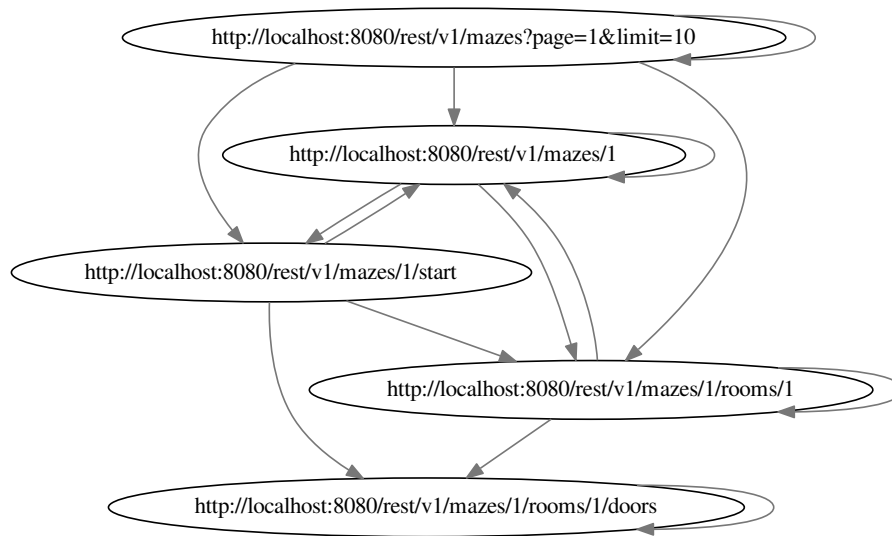 http://localhost:8080/rest/v1/mazes?page=1&limit=10
http://localhost:8080/rest/v1/mazes/1
http://localhost:8080/rest/v1/mazes/1/start
http://localhost:8080/rest/v1/mazes/1/rooms/1
http://localhost:8080/rest/v1/mazes/1/rooms/1/doors